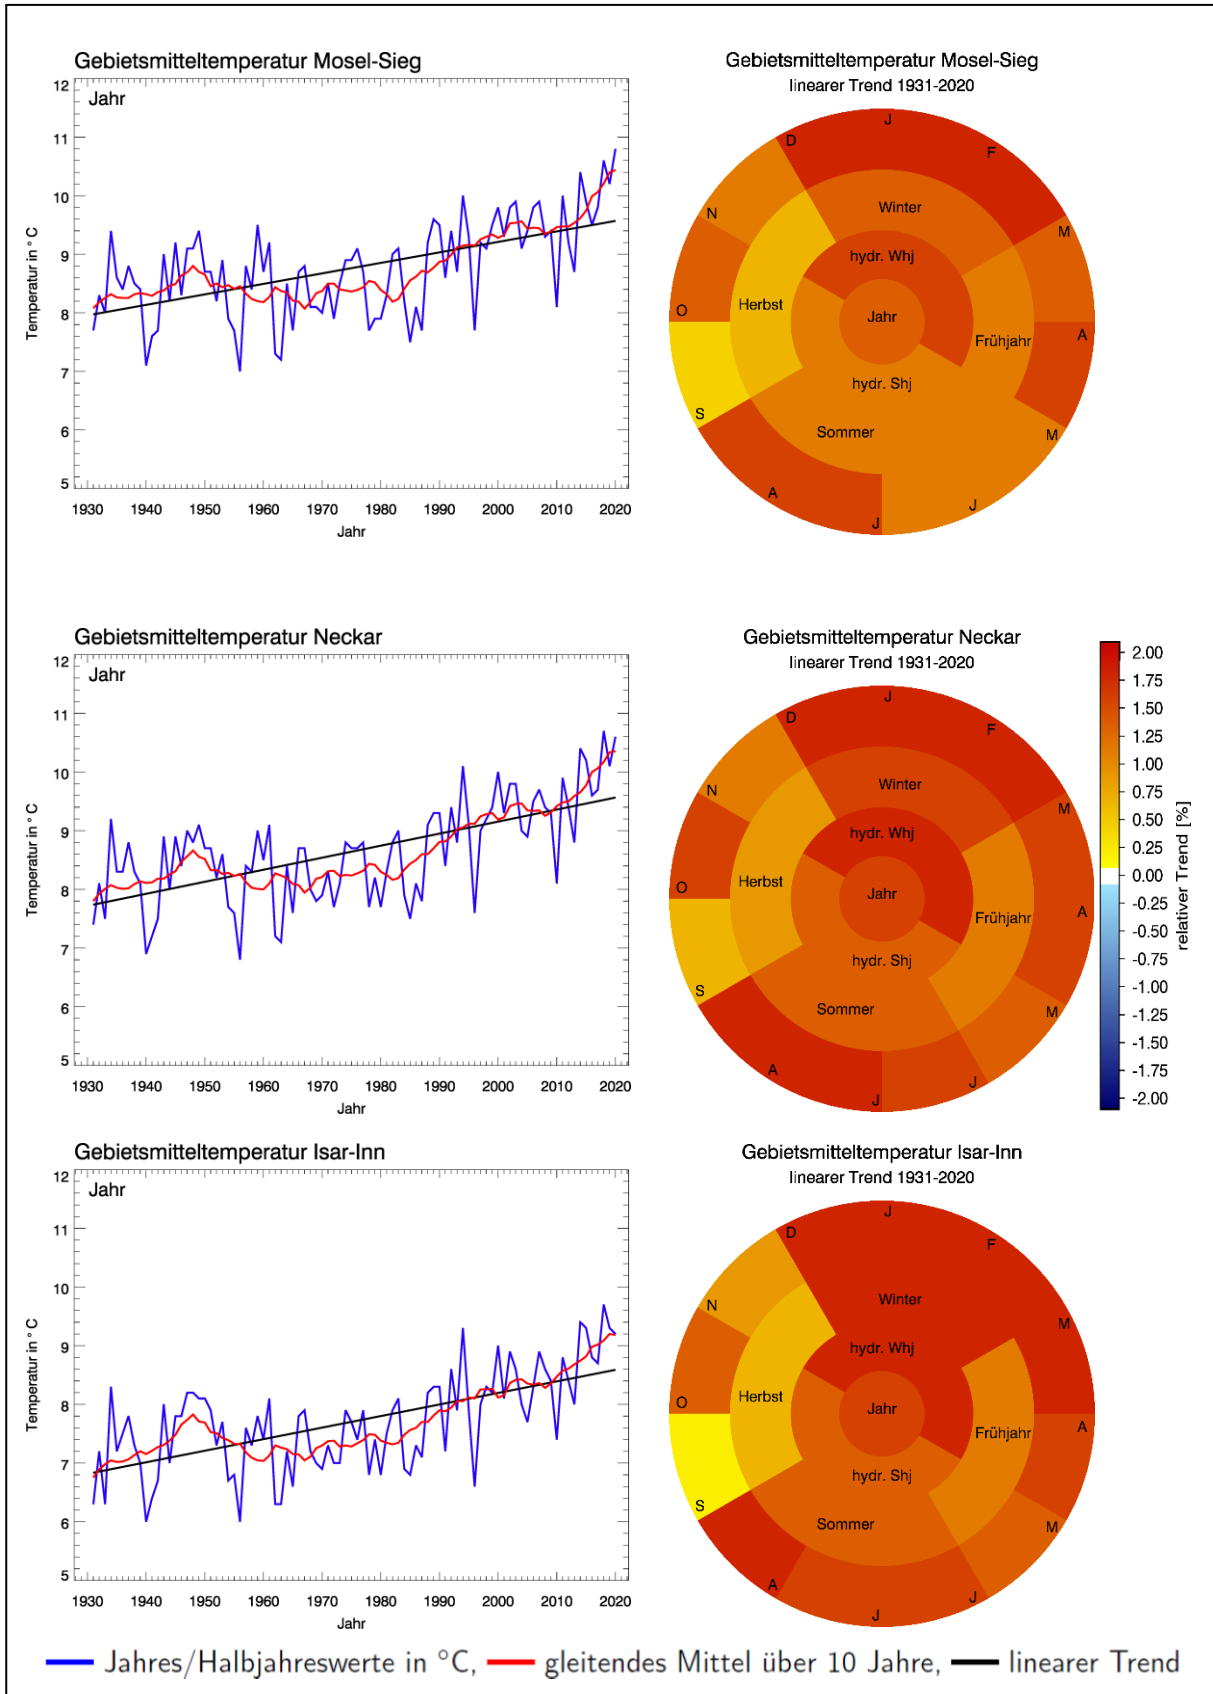 Gebietsmitteltemperatur Mosel-Sieg
Jahr
Temperatur in °C
12
11
10
9
8
7
6
5
1930 1940 1950 1960 1970 1980 1990 2000 2010 2020
Jahr
Gebietsmitteltemperatur Mosel-Sieg
linearer Trend 1931-2020
J
D
F
N
M
Winter
hydr. Whj
O
Herbst
Jahr
Frühjahr
A
hydr. Shj
S
Sommer
M
A
J
J
Gebietsmitteltemperatur Neckar
Jahr
Temperatur in °C
12
11
10
9
8
7
6
5
1930 1940 1950 1960 1970 1980 1990 2000 2010 2020
Jahr
Gebietsmitteltemperatur Neckar
linearer Trend 1931-2020
J
D
F
N
M
Winter
hydr. Whj
O
Herbst
Jahr
Frühjahr
A
hydr. Shj
S
Sommer
M
A
J
J
2.00
1.75
1.50
1.25
1.00
0.75
0.50
0.25
0.00
-0.25
-0.50
-0.75
-1.00
-1.25
-1.50
-1.75
-2.00
relativer Trend [%]
Gebietsmitteltemperatur Isar-Inn
Jahr
Temperatur in °C
12
11
10
9
8
7
6
5
1930 1940 1950 1960 1970 1980 1990 2000 2010 2020
Jahr
Gebietsmitteltemperatur Isar-Inn
linearer Trend 1931-2020
J
D
F
N
M
Winter
hydr. Whj
O
Herbst
Jahr
Frühjahr
A
hydr. Shj
S
Sommer
M
A
J
J
Jahres/Halbjahreswerte in °C, gleitendes Mittel über 10 Jahre, linearer Trend